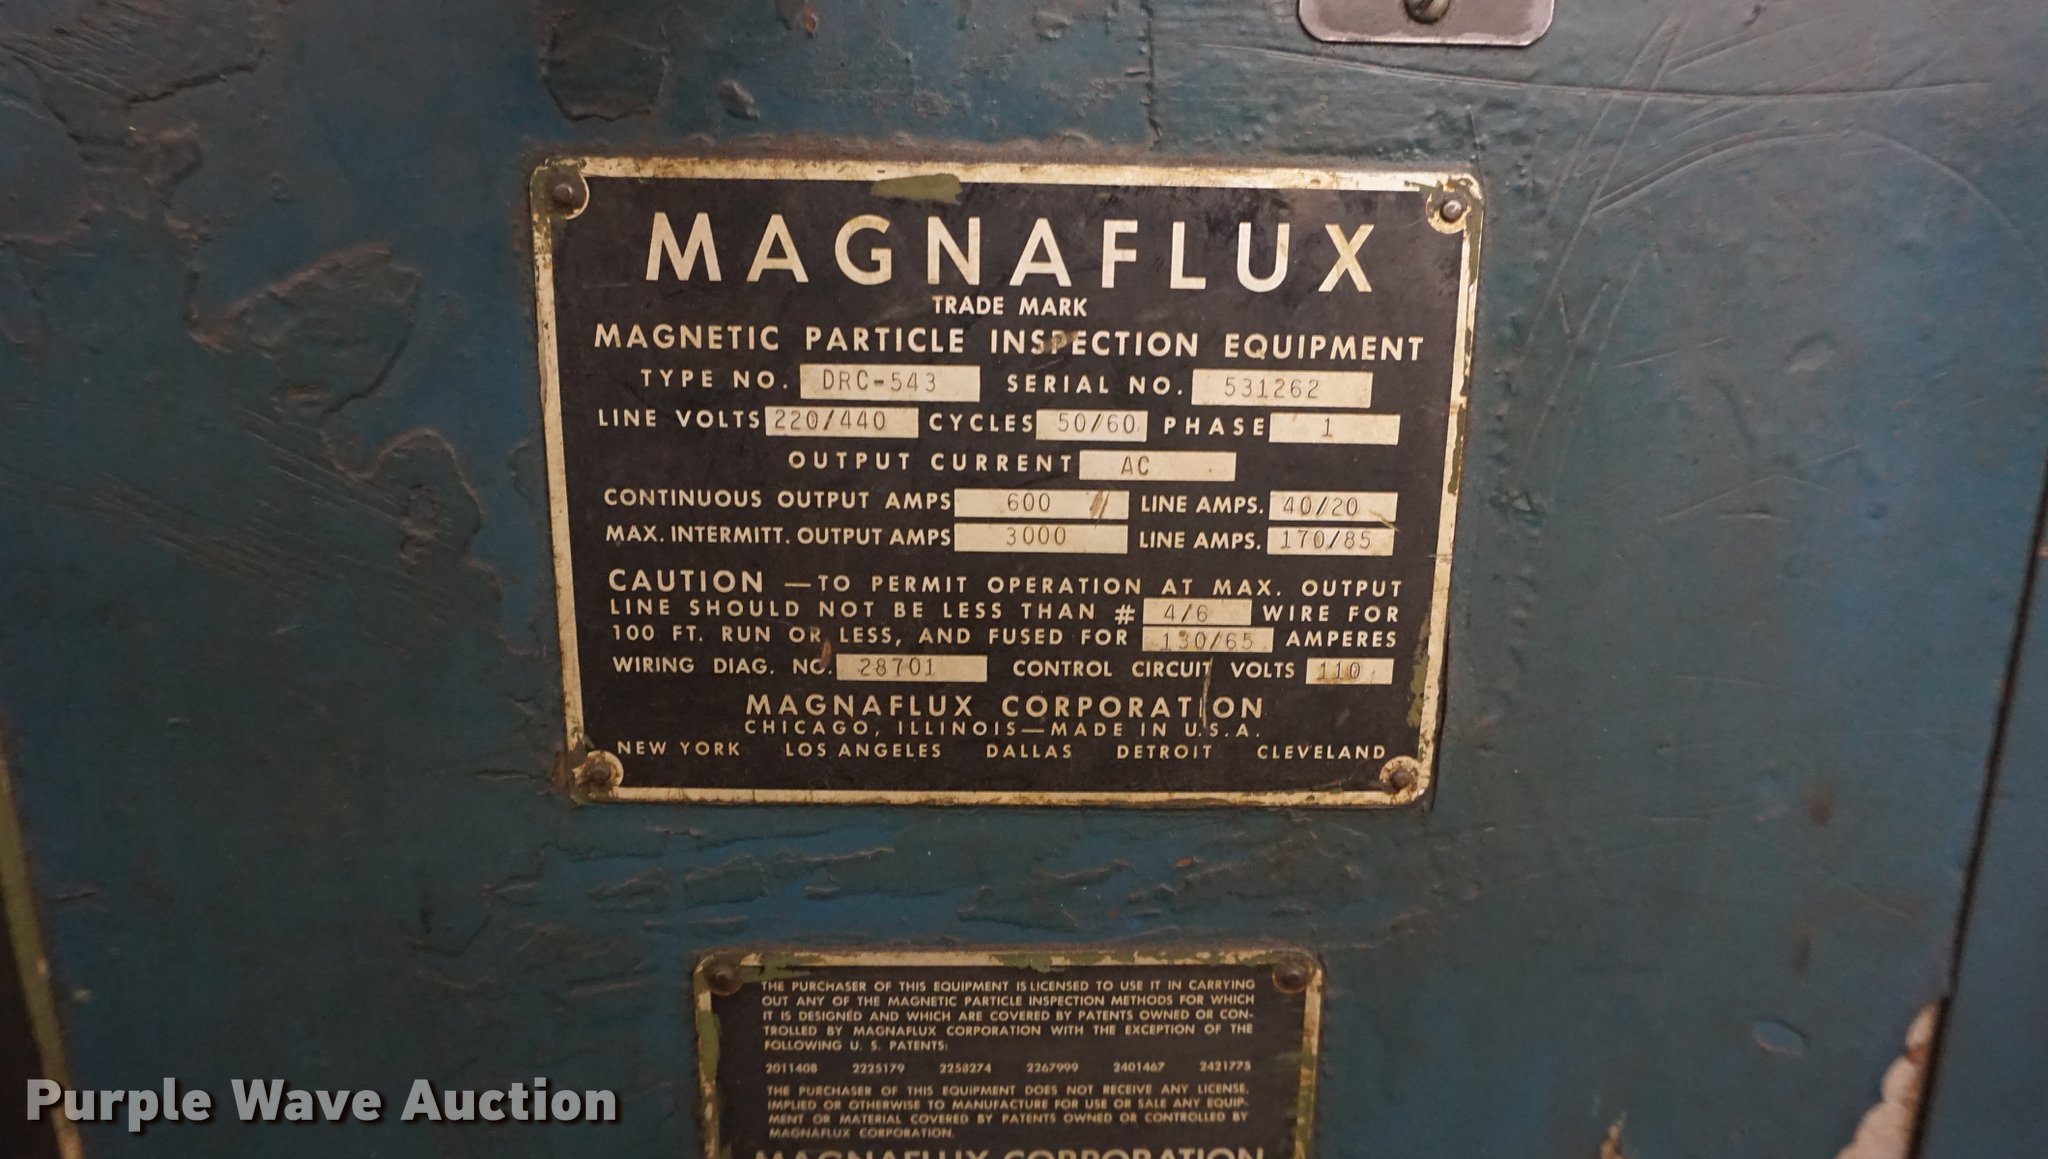 MAGNAFLUX
TRADE MARK
MAGNETIC PARTICLE INSPECTION EQUIPMENT
TYPE NO. DRC-543 SERIAL NO. 531262
LINE VOLTS 220/440 CYCLES 50/60 PHASE 1
OUTPUT CURRENT AC
CONTINUOUS OUTPUT AMPS 600 LINE AMPS. 40/20
MAX. INTERMITT. OUTPUT AMPS 3000 LINE AMPS. 170/85
CAUTION — TO PERMIT OPERATION AT MAX. OUTPUT
LINE SHOULD NOT BE LESS THAN # 4/6 WIRE FOR
100 FT. RUN OR LESS, AND FUSED FOR 130/65 AMPERES
WIRING DIAG. NO. 28701 CONTROL CIRCUIT VOLTS 110
MAGNAFLUX CORPORATION
CHICAGO, ILLINOIS—MADE IN U.S.A.
NEW YORK LOS ANGELES DALLAS DETROIT CLEVELAND
THE PURCHASER OF THIS EQUIPMENT IS LICENSED TO USE IT IN CARRYING
OUT ANY OF THE MAGNETIC PARTICLE INSPECTION METHODS FOR WHICH
IT IS DESIGNED AND WHICH ARE COVERED BY PATENTS OWNED OR CON-
TROLLED BY MAGNAFLUX CORPORATION WITH THE EXCEPTION OF THE
FOLLOWING U. S. PATENTS:
2011408 2225179 2258274 2267999 2401467 2421775
THE PURCHASER OF THIS EQUIPMENT DOES NOT RECEIVE ANY LICENSE,
IMPLIED OR OTHERWISE TO MANUFACTURE FOR USE OR SALE ANY EQUIP-
MENT OR MATERIAL COVERED BY PATENTS OWNED OR CONTROLLED BY
MAGNAFLUX CORPORATION.
MAGNAFLUX CORPORATION
Purple Wave Auction